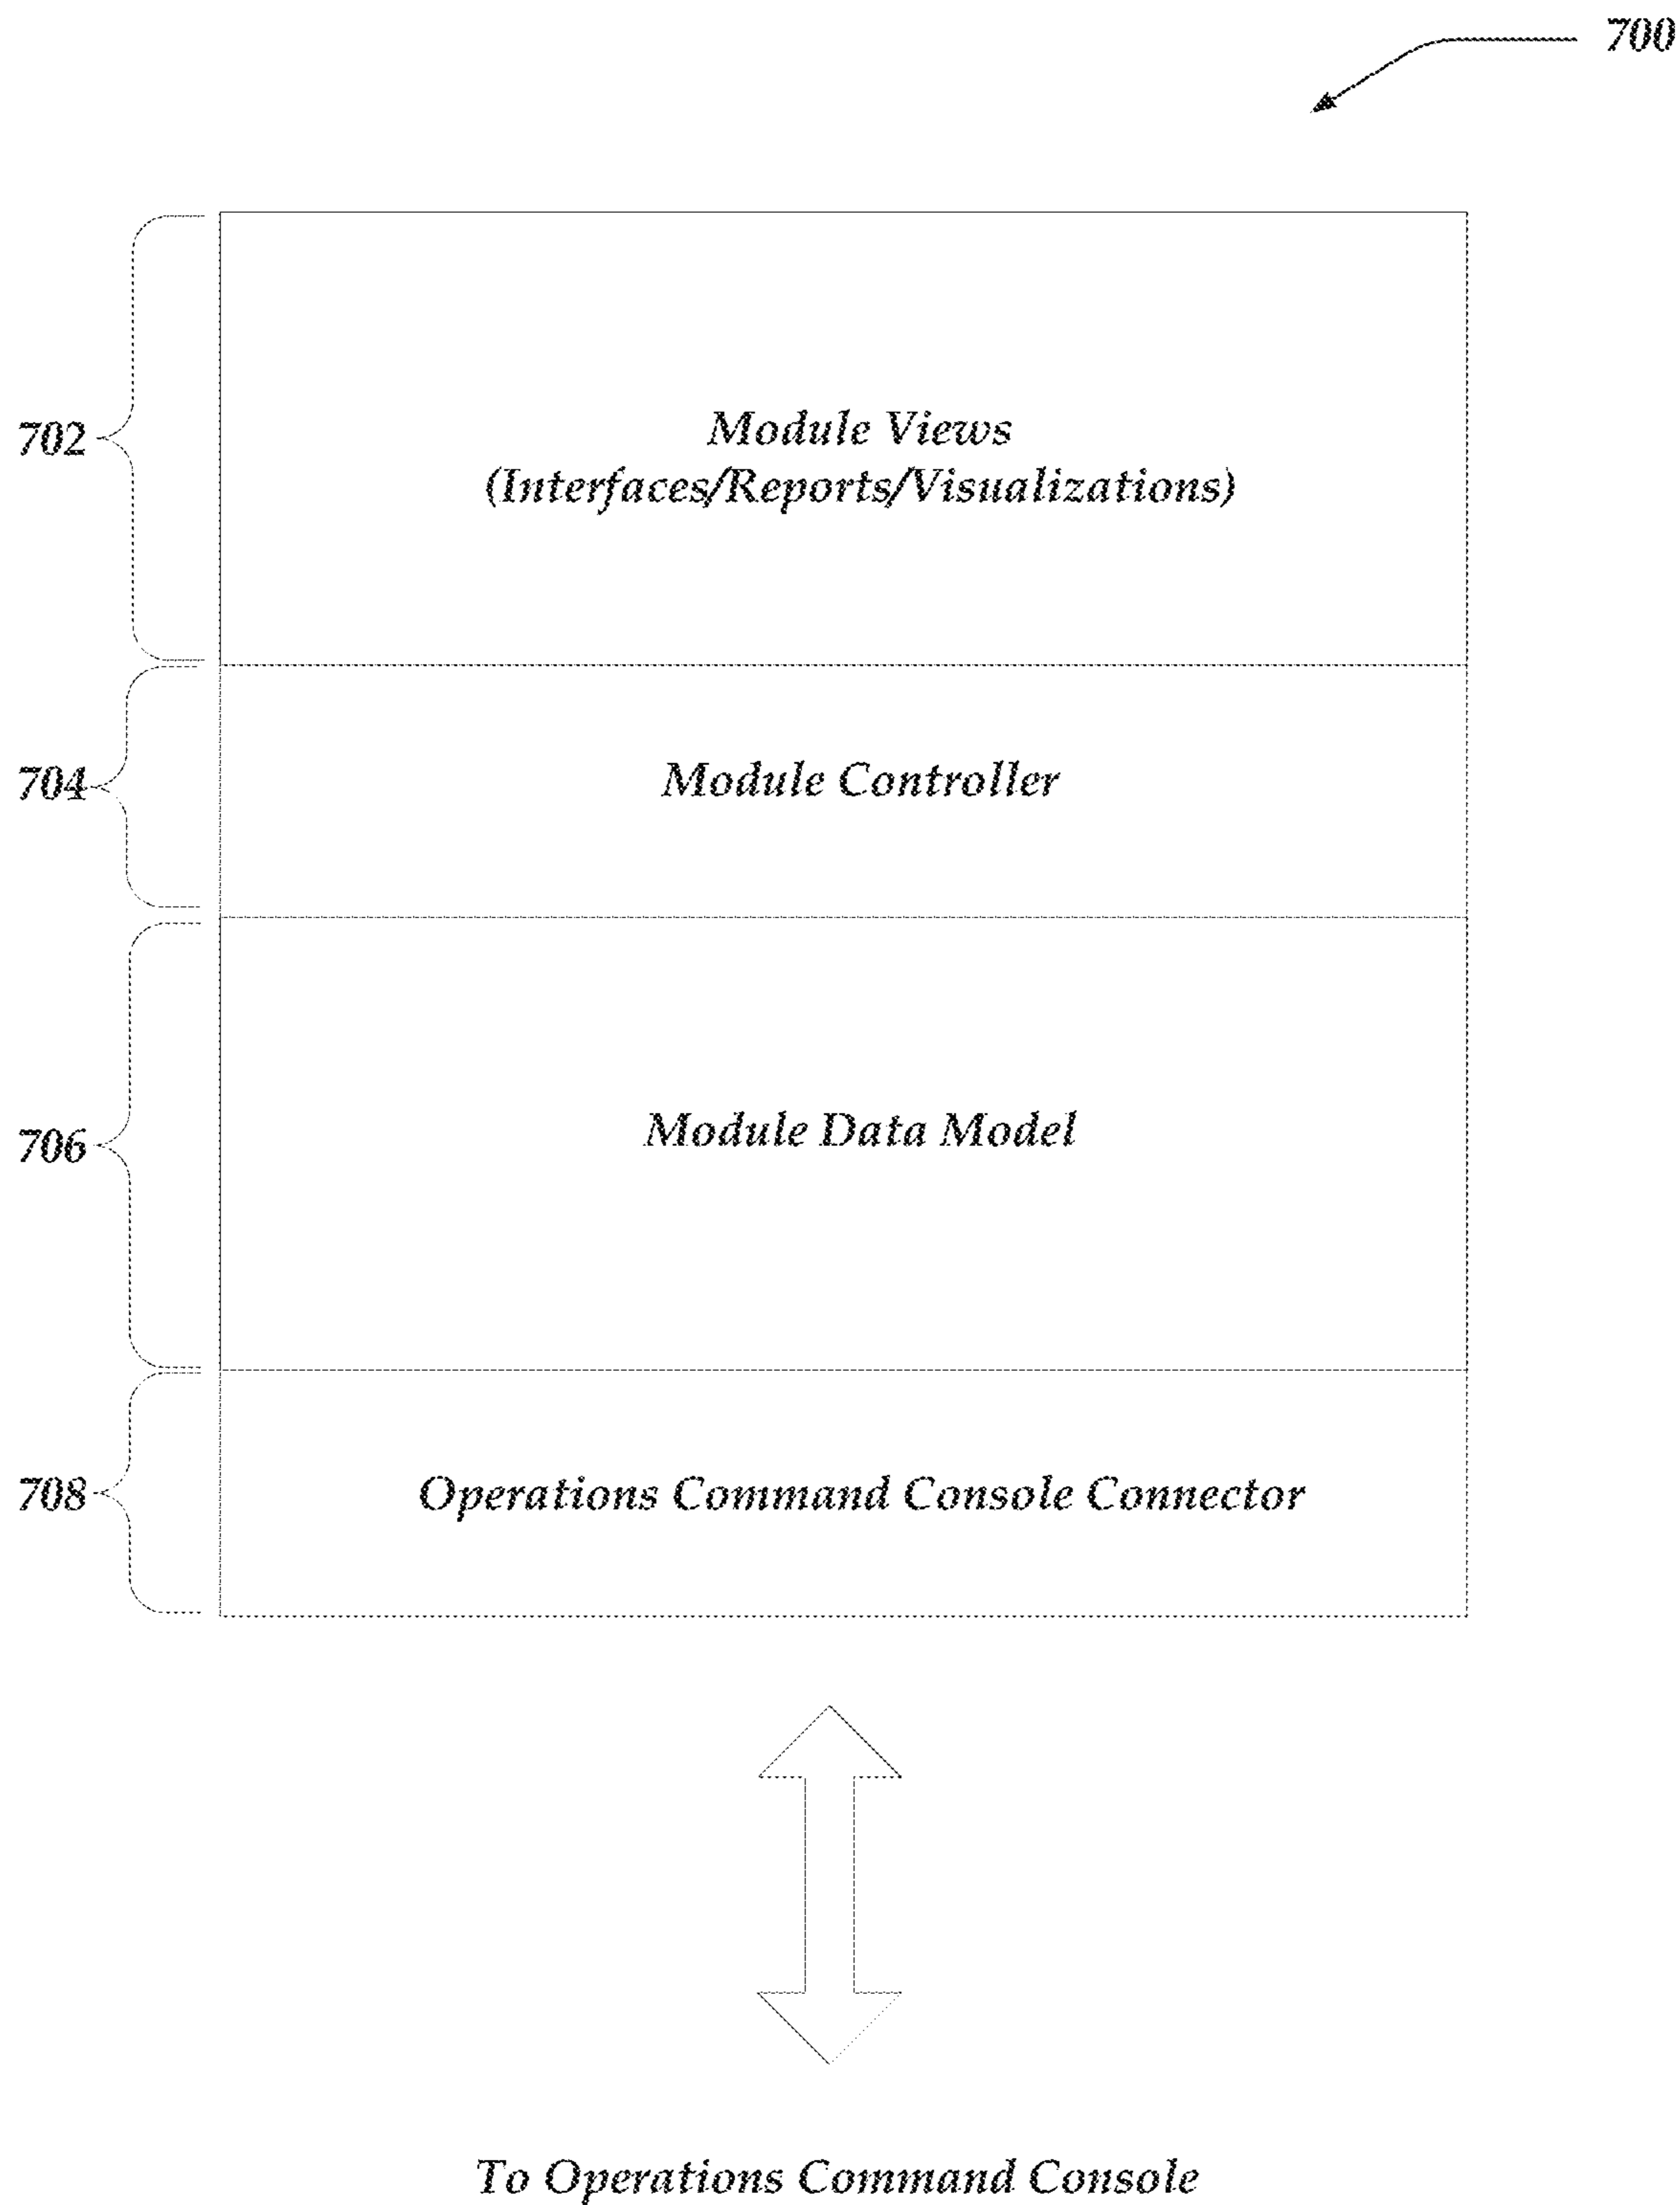 700
702
Module Views
(Interfaces/Reports/Visualizations)
704
Module Controller
706
Module Data Model
708
Operations Command Console Connector
To Operations Command Console